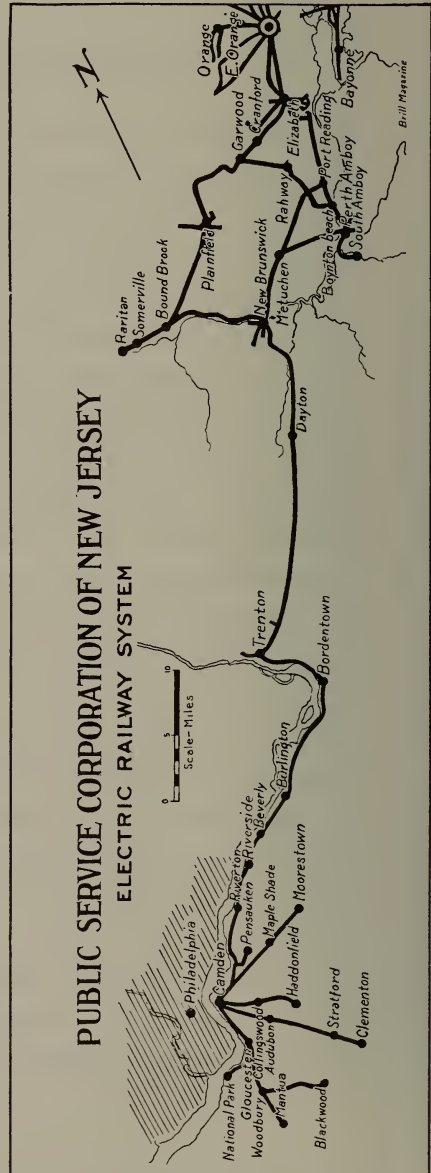 PUBLIC SERVICE CORPORATION OF NEW JERSEY
ELECTRIC RAILWAY SYSTEM
0 5 10
Scale-Miles
N
Philadelphia
Camden
Riverton
Pensauken
Riverside
Beverly
Burlington
Bordentown
Trenton
Maple Shade
Moorestown
Haddonfield
Collingswood
Audubon
Stratford
Clementon
National Park
Gloucester
Woodbury
Mantua
Blackwood
Dayton
Raritan
Somerville
Bound Brook
Plainfield
New Brunswick
Metuchen
Rahway
Boynton Beach
Perth Amboy
South Amboy
Port Reading
Elizabeth
Garwood
Cranford
Orange
E. Orange
Bayonne
Brill Magazine